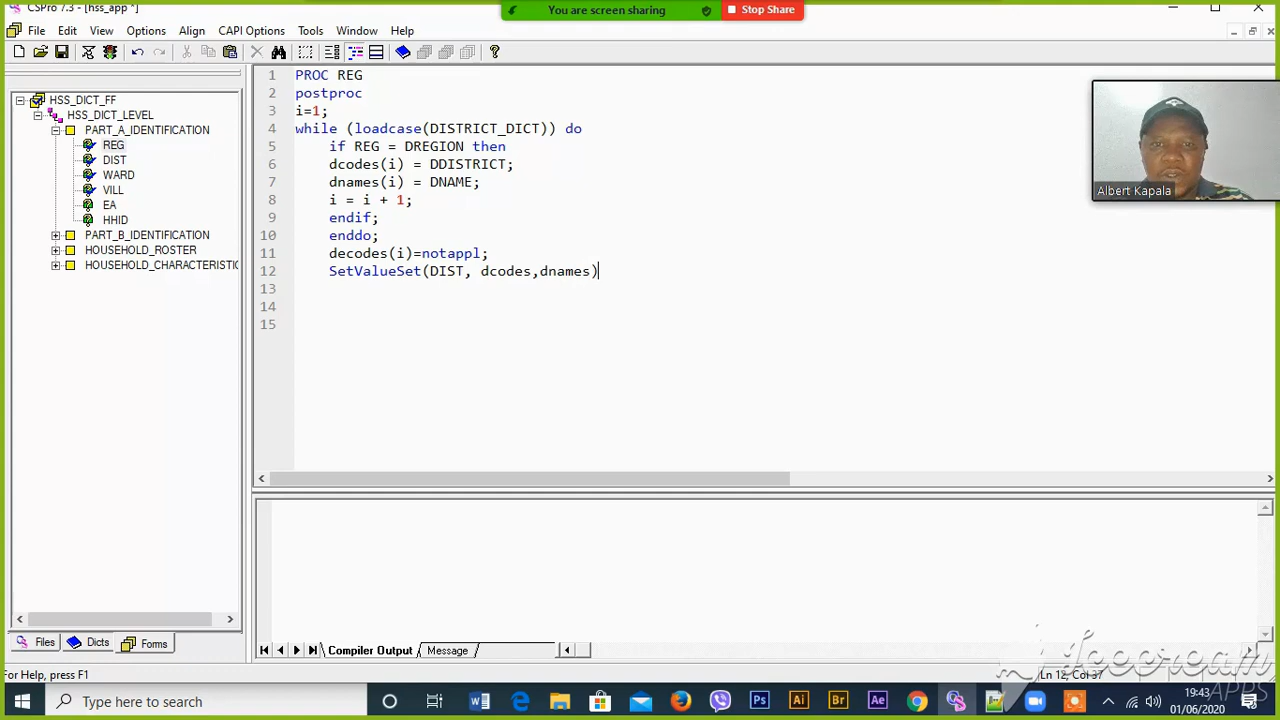 CSPro 7.3 - [hss_app *]
You are screen sharing
Stop Share
File Edit View Options Align CAPI Options Tools Window Help
HSS_DICT_FF
HSS_DICT_LEVEL
PART_A_IDENTIFICATION
REG
DIST
WARD
VILL
EA
HHID
PART_B_IDENTIFICATION
HOUSEHOLD_ROSTER
HOUSEHOLD_CHARACTERISTIC
Files Dicts Forms
1 PROC REG
2 postproc
3 i=1;
4 while (loadcase(DISTRICT_DICT)) do
5 if REG = DREGION then
6 dcodes(i) = DDISTRICT;
7 dnames(i) = DNAME;
8 i = i + 1;
9 endif;
10 enddo;
11 decodes(i)=notappl;
12 SetValueSet(DIST, dcodes,dnames)
13
14
15
Albert Kapala
Compiler Output Message
For Help, press F1
Ln 12, Col 37
Icecream
APPS
Type here to search
19:43
01/06/2020